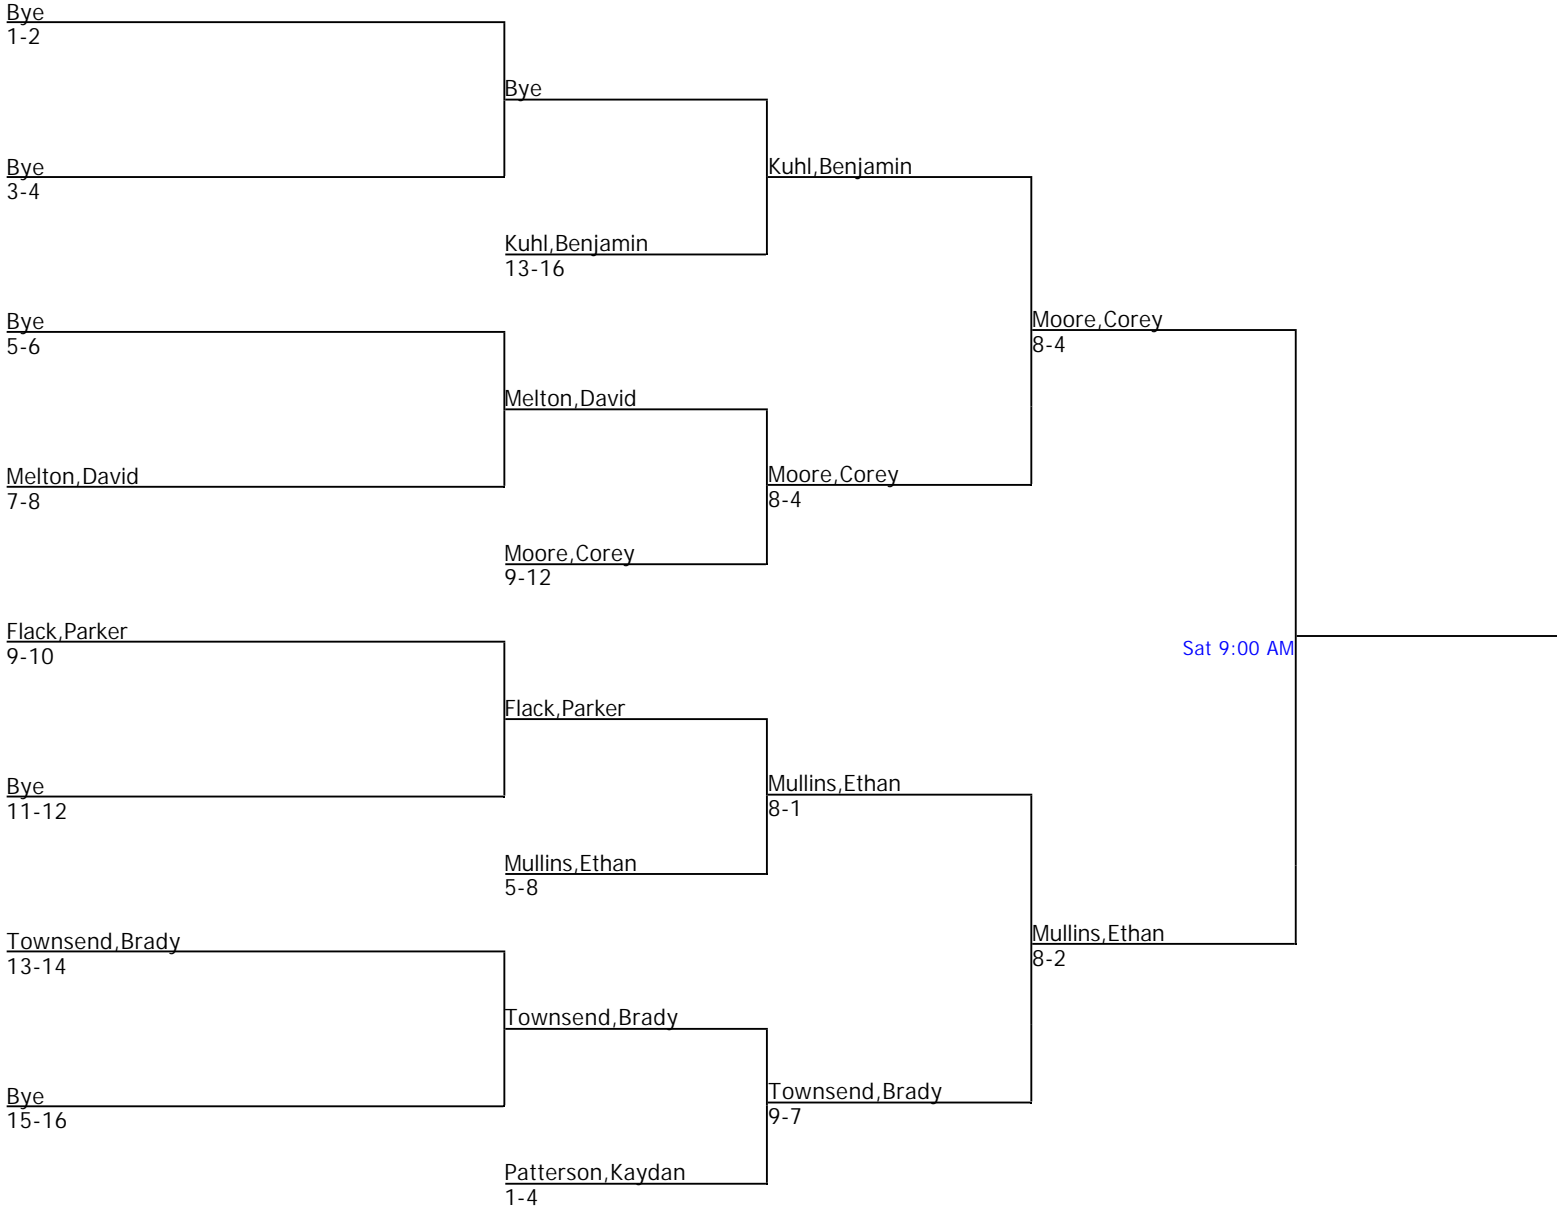 Bye
1-2
Bye
Bye
3-4
Kuhl,Benjamin
Kuhl,Benjamin
13-16
Bye
5-6
Moore,Corey
8-4
Melton,David
Melton,David
7-8
Moore,Corey
8-4
Moore,Corey
9-12
Flack,Parker
9-10
Sat 9:00 AM
Flack,Parker
Bye
11-12
Mullins,Ethan
8-1
Mullins,Ethan
5-8
Townsend,Brady
13-14
Mullins,Ethan
8-2
Townsend,Brady
Bye
15-16
Townsend,Brady
9-7
Patterson,Kaydan
1-4